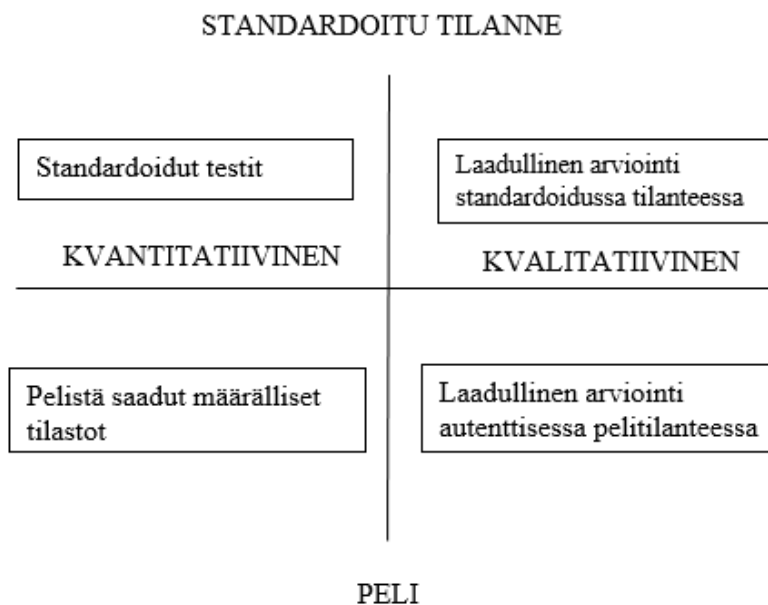 STANDARDOITU TILANNE
Standardoidut testit
Laadullinen arviointi
standardoidussa tilanteessa
KVANTITATIIVINEN
KVALITATIIVINEN
Pelistä saadut määrälliset
tilastot
Laadullinen arviointi
autenttisessa pelitilanteessa
PELI